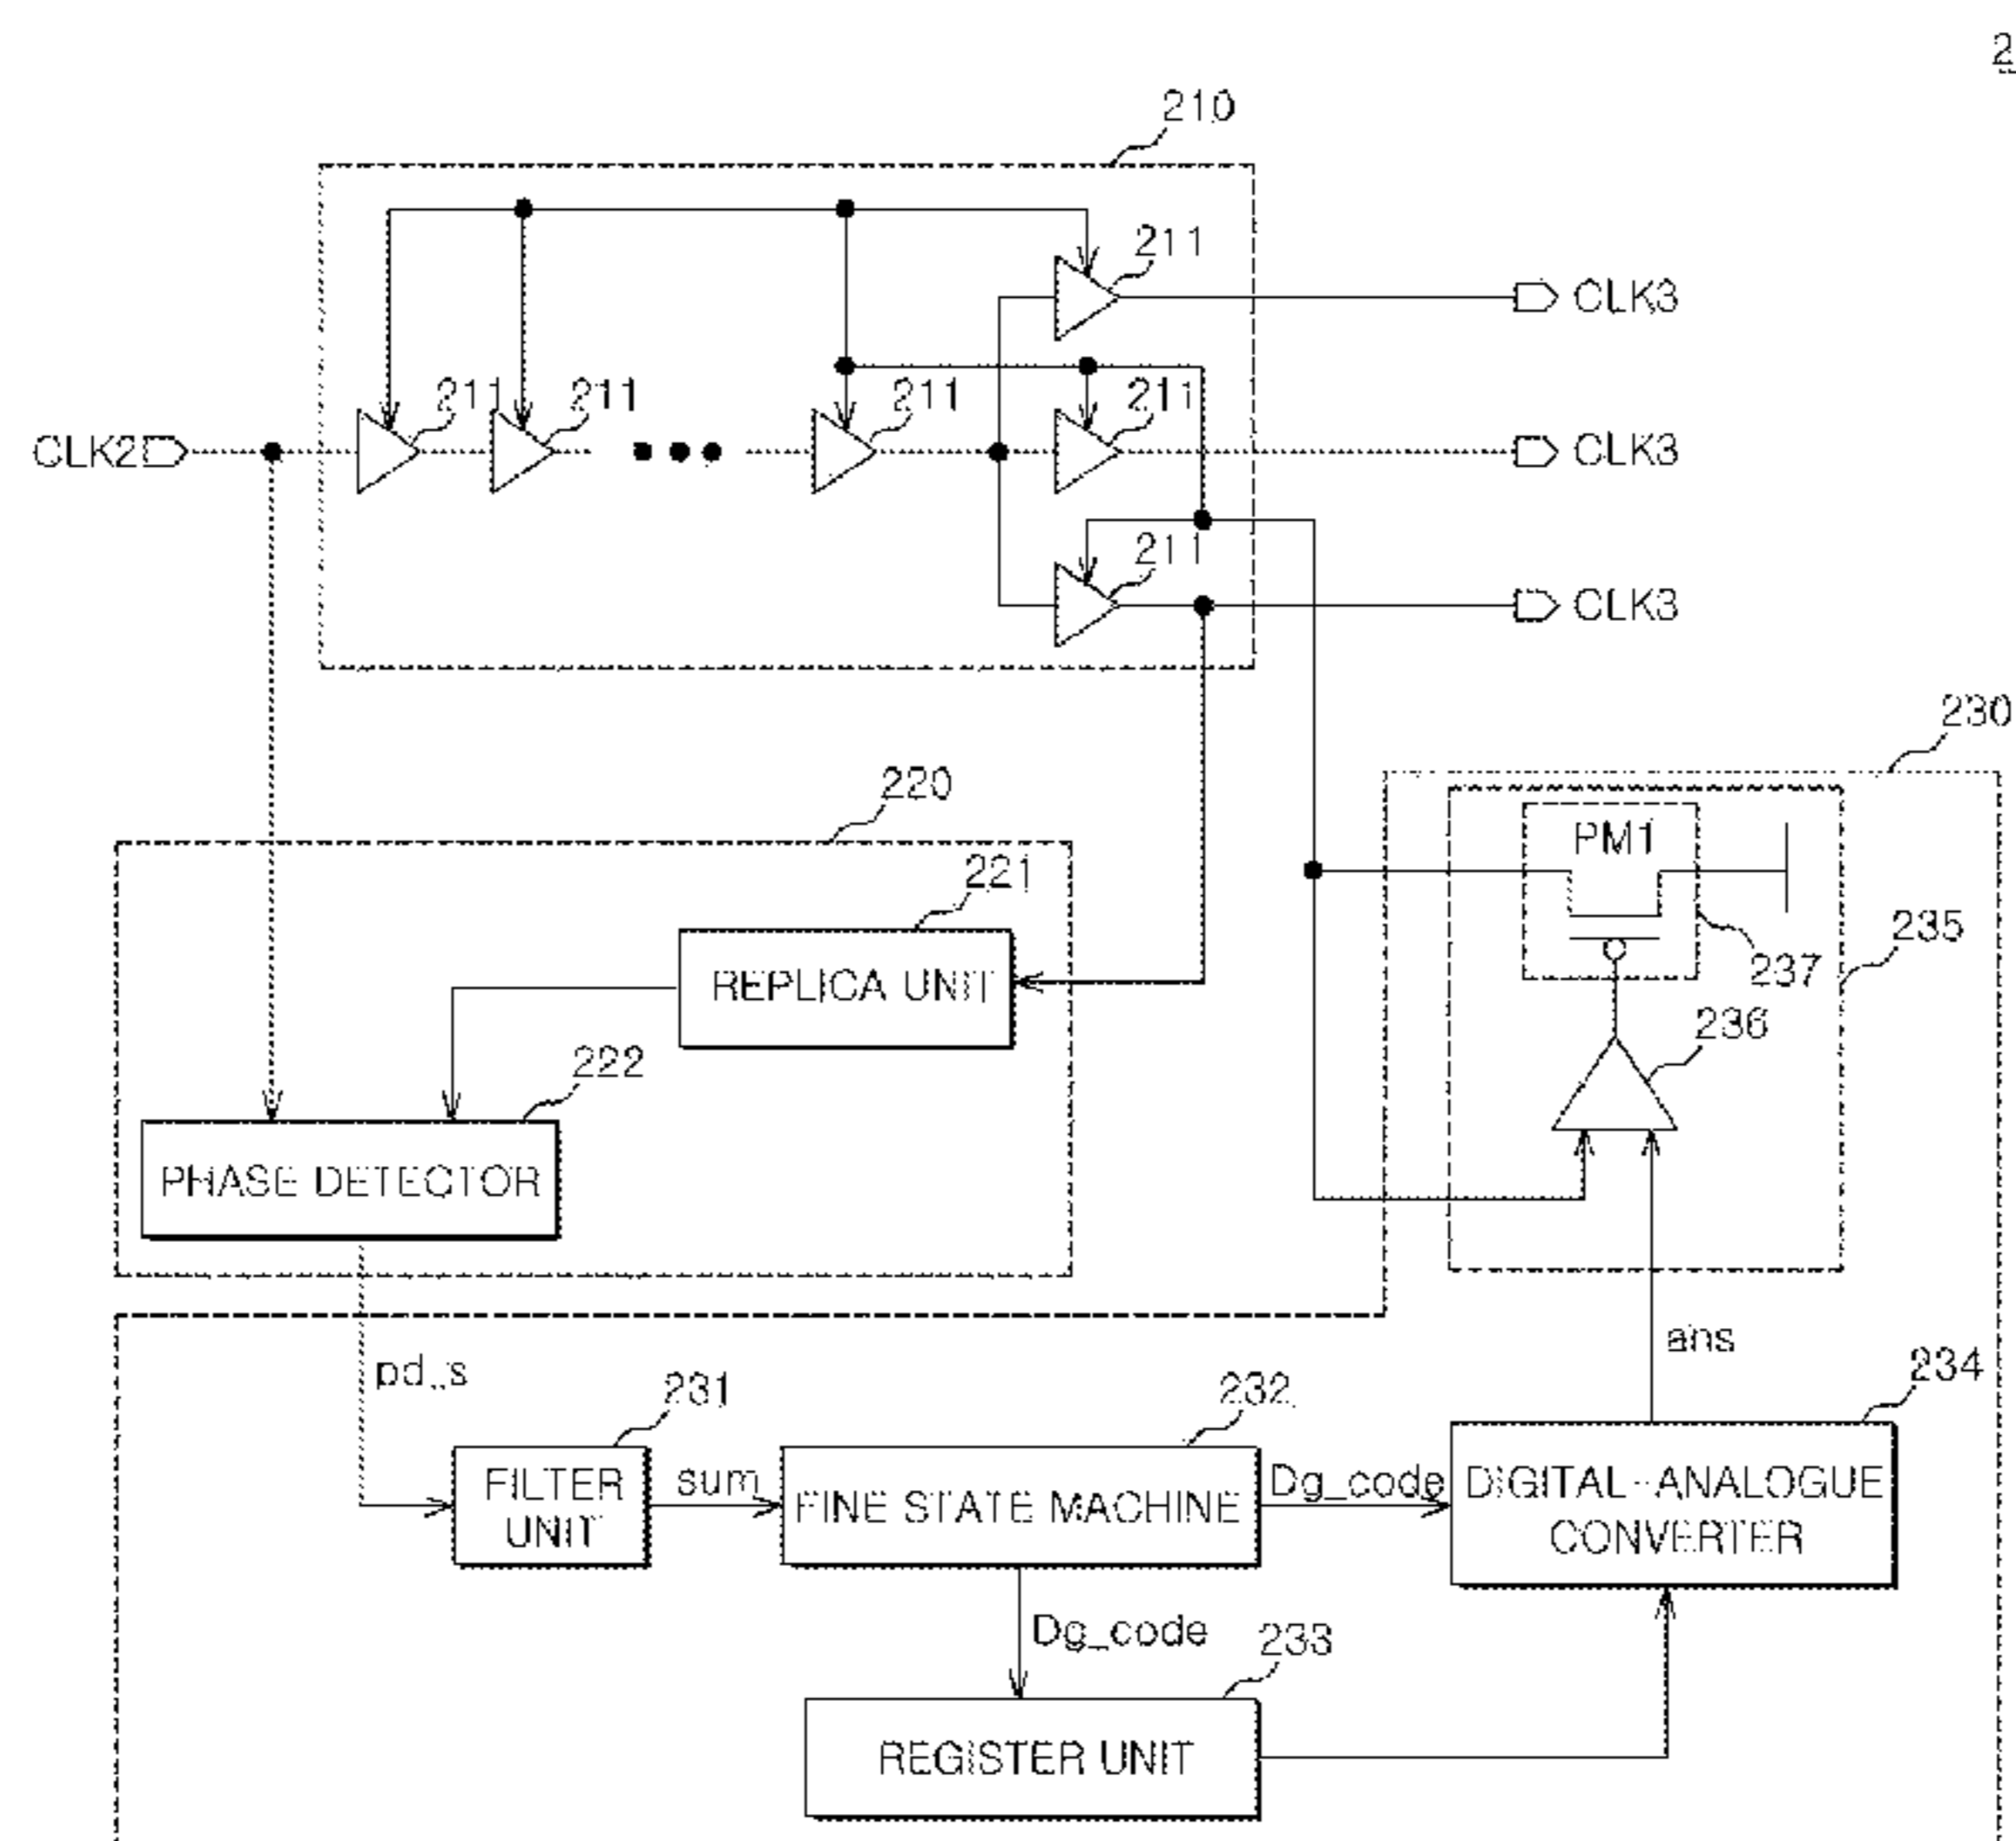 2
210
211
CLK3
211
211
211
211
CLK2
CLK3
211
CLK3
230
220
PM1
221
235
REPLICA UNIT
237
236
222
PHASE DETECTOR
ans
pd_s
231
232
234
FILTER
UNIT
sum
FINE STATE MACHINE
Dg_code
DIGITAL-ANALOGUE
CONVERTER
Dg_code
233
REGISTER UNIT